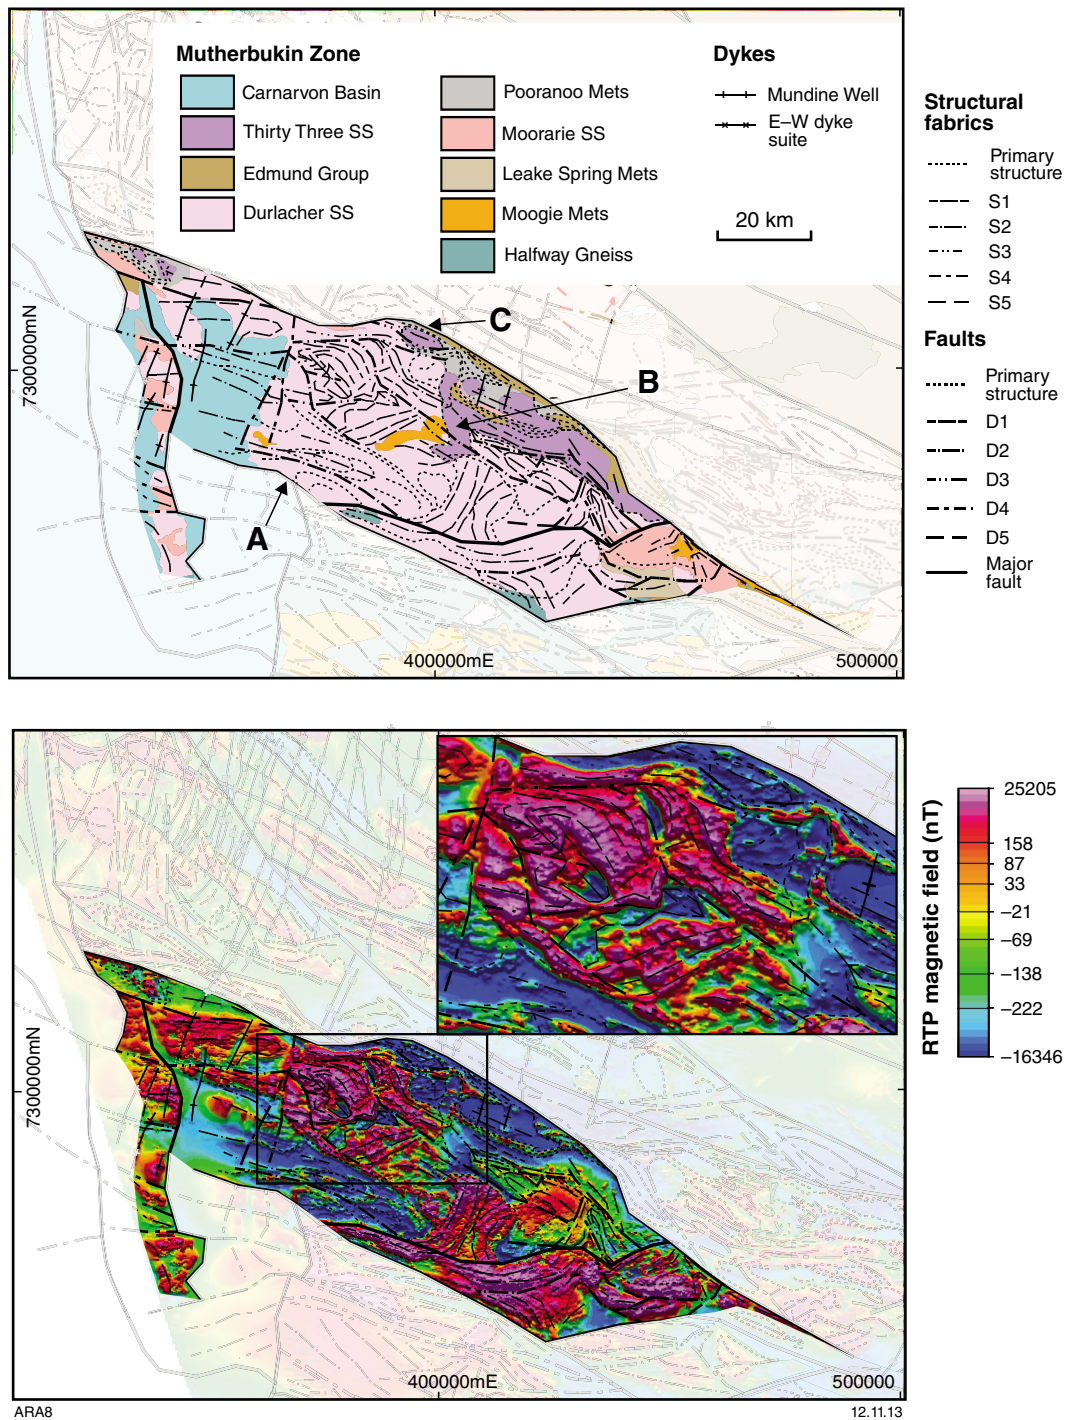 Mutherbukin Zone
Carnarvon Basin
Thirty Three SS
Edmund Group
Durlacher SS
Pooranoo Mets
Moorarie SS
Leake Spring Mets
Moogie Mets
Halfway Gneiss
Dykes
Mundine Well
E–W dyke
suite
20 km
Structural
fabrics
Primary
structure
S1
S2
S3
S4
S5
Faults
Primary
structure
D1
D2
D3
D4
D5
Major
fault
C
B
A
7300000mN
400000mE
500000
RTP magnetic field (nT)
25205
158
87
33
–21
–69
–138
–222
–16346
7300000mN
400000mE
500000
ARA8
12.11.13